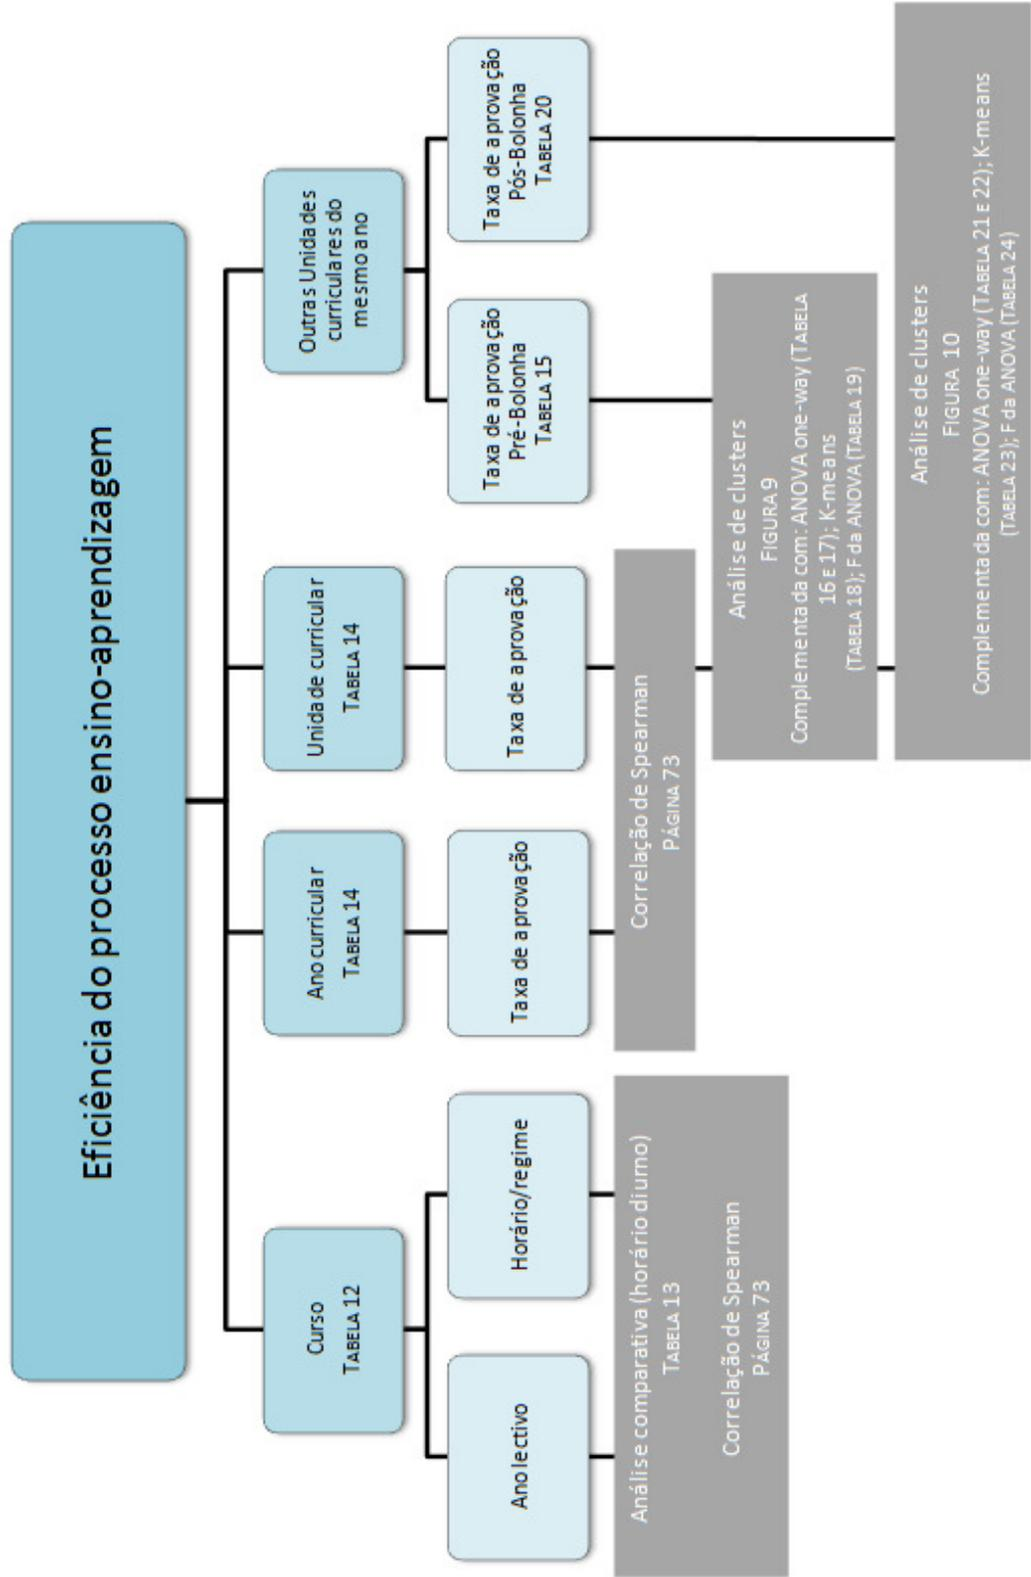 Eficiência do processo ensino-aprendizagem
Curso
TABELA 12
Ano curricular
TABELA 14
Unidade curricular
TABELA 14
Outras Unidades
curriculares do
mesmo ano
Ano lectivo
Horário/regime
Taxa de aprovação
Taxa de aprovação
Taxa de aprovação
Pré-Bolonha
TABELA 15
Taxa de aprovação
Pós-Bolonha
TABELA 20
Análise comparativa (horário diurno)
TABELA 13
Correlação de Spearman
PÁGINA 73
Correlação de Spearman
PÁGINA 73
Análise de clusters
FIGURA 9
Complementada com: ANOVA one-way (TABELA
16 E 17); K-means
(TABELA 18); F da ANOVA (TABELA 19)
Análise de clusters
FIGURA 10
Complementada com: ANOVA one-way (TABELA 21 E 22); K-means
(TABELA 23); F da ANOVA (TABELA 24)